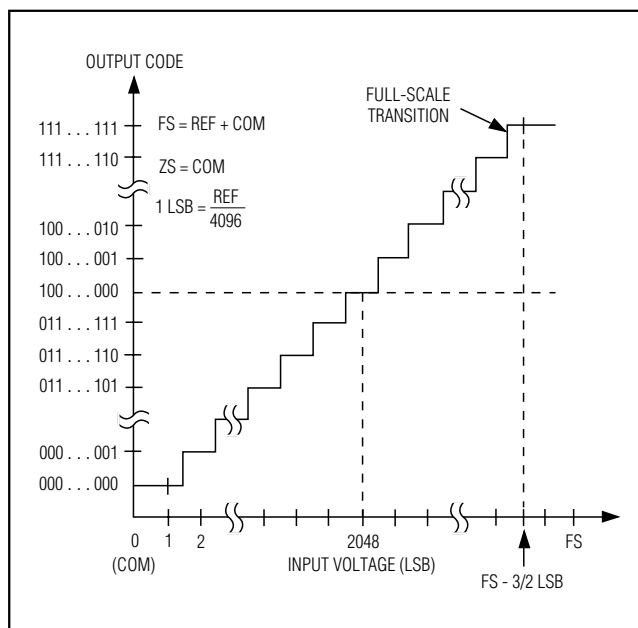 OUTPUT CODE
FULL-SCALE
TRANSITION
111 . . . 111
FS = REF + COM
111 . . . 110
ZS = COM
1 LSB = REF
4096
100 . . . 010
100 . . . 001
100 . . . 000
011 . . . 111
011 . . . 110
011 . . . 101
000 . . . 001
000 . . . 000
0 1 2 2048 FS
(COM) INPUT VOLTAGE (LSB)
FS - 3/2 LSB